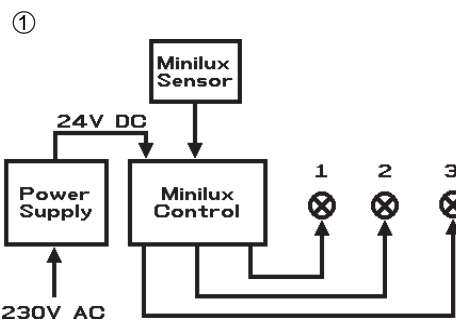 ①
Minilux
Sensor
24V DC
Power
Supply
Minilux
Control
1 2 3
230V AC